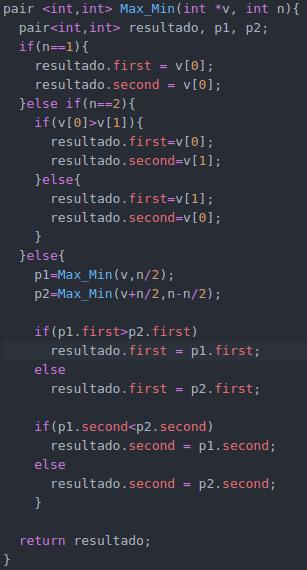 pair <int,int> Max_Min(int *v, int n){
  pair<int,int> resultado, p1, p2;
  if(n==1){
    resultado.first = v[0];
    resultado.second = v[0];
  }else if(n==2){
    if(v[0]>v[1]){
      resultado.first=v[0];
      resultado.second=v[1];
    }else{
      resultado.first=v[1];
      resultado.second=v[0];
    }
  }else{
    p1=Max_Min(v,n/2);
    p2=Max_Min(v+n/2,n-n/2);

    if(p1.first>p2.first)
      resultado.first = p1.first;
    else
      resultado.first = p2.first;

    if(p1.second<p2.second)
      resultado.second = p1.second;
    else
      resultado.second = p2.second;
    }

  return resultado;
}